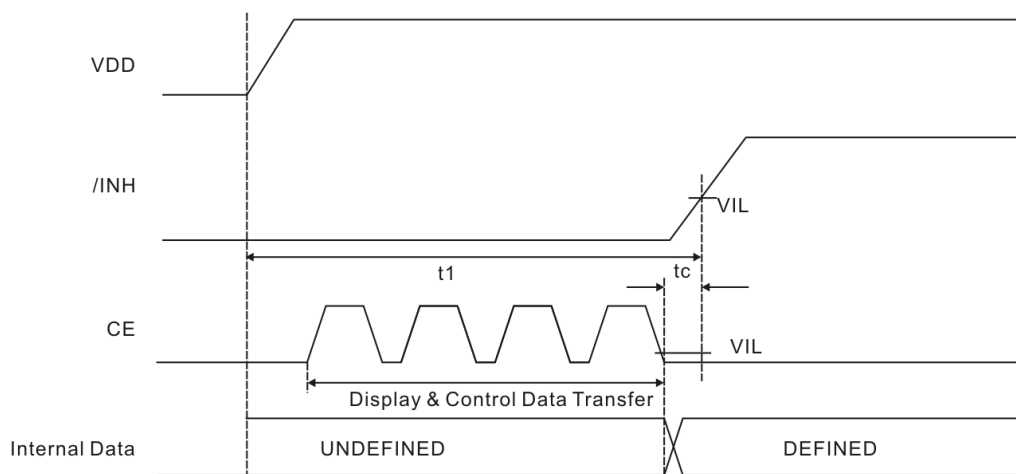 VDD
/INH
VIL
t1
tc
CE
VIL
Display & Control Data Transfer
Internal Data UNDEFINED DEFINED